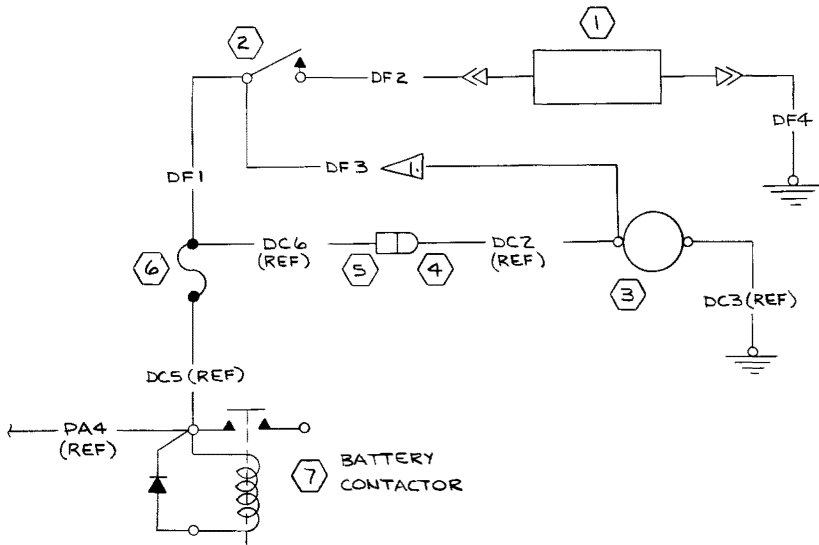 2
1
DF2
DF4
DF3 1.
DF1
DC6
(REF)
DC2
(REF)
5
4
6
3
DC3(REF)
DC5(REF)
PA4
(REF)
7
BATTERY
CONTACTOR